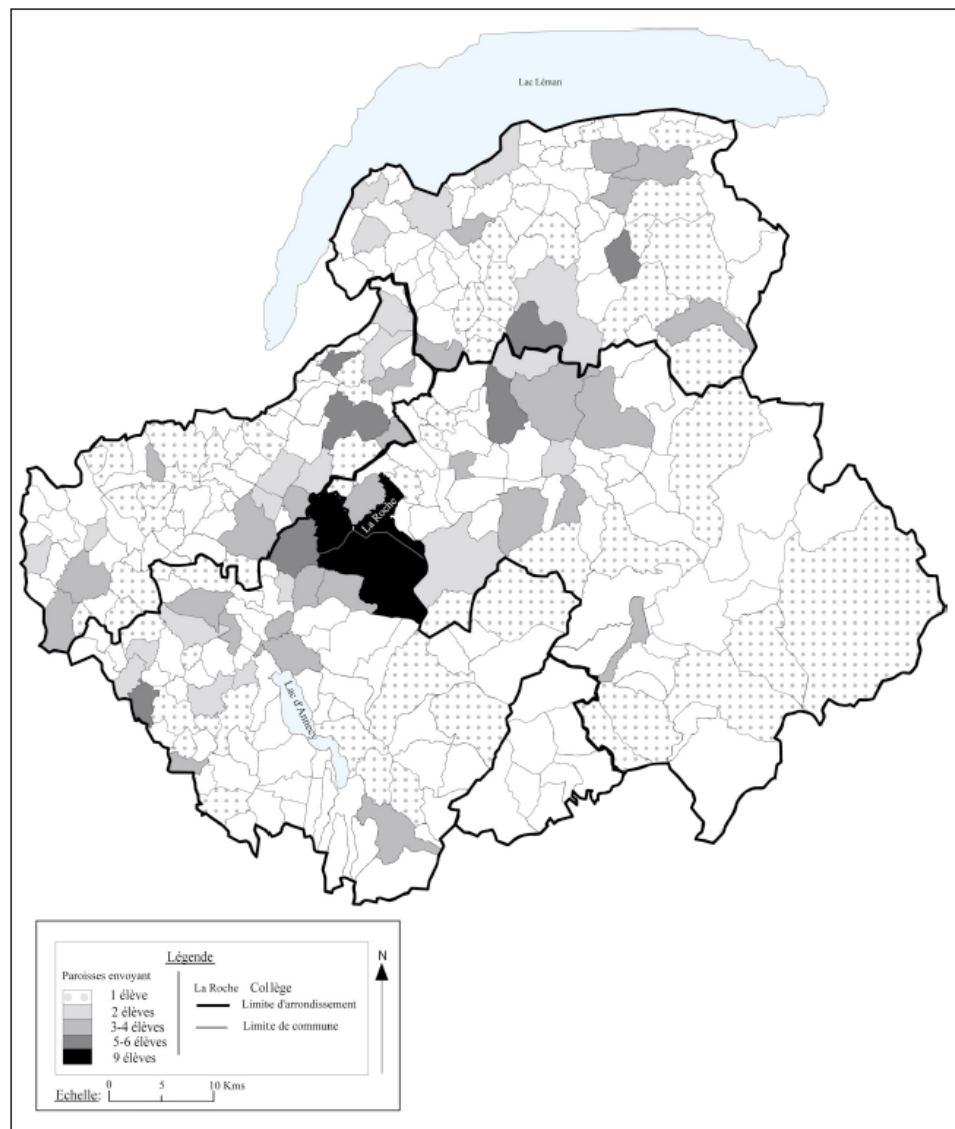 Lac Léman
La Roche
Lac d'Annecy
Légende
Paroisses envoyant
1 élève
2 élèves
3-4 élèves
5-6 élèves
9 élèves
La Roche Collège
Limite d'arrondissement
Limite de commune
N
Echelle: 0 5 10 Kms